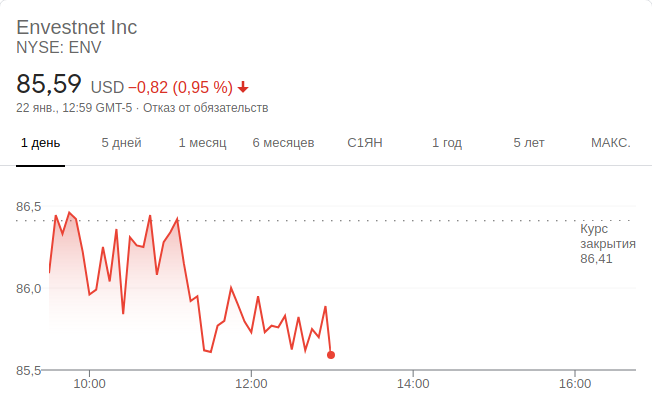 Envestnet Inc
NYSE: ENV
85,59 USD −0,82 (0,95 %)
22 янв., 12:59 GMT-5 · Отказ от обязательств
1 день 5 дней 1 месяц 6 месяцев С1ЯН 1 год 5 лет МАКС.
86,5
Курс
закрытия
86,41
86,0
85,5
10:00 12:00 14:00 16:00